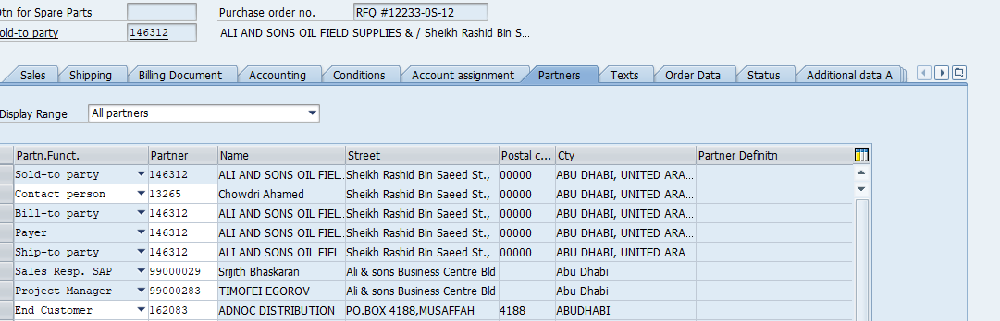 Qtn for Spare Parts Purchase order no. RFQ #12233-0S-12
Sold-to party 146312 ALI AND SONS OIL FIELD SUPPLIES & / Sheikh Rashid Bin S...
Sales Shipping Billing Document Accounting Conditions Account assignment Partners Texts Order Data Status Additional data A
Display Range All partners
Partn.Funct. Partner Name Street Postal c... Cty Partner Definitn
Sold-to party 146312 ALI AND SONS OIL FIEL... Sheikh Rashid Bin Saeed St., 00000 ABU DHABI, UNITED ARA...
Contact person 13265 Chowdri Ahamed Sheikh Rashid Bin Saeed St., 00000 ABU DHABI, UNITED ARA...
Bill-to party 146312 ALI AND SONS OIL FIEL... Sheikh Rashid Bin Saeed St., 00000 ABU DHABI, UNITED ARA...
Payer 146312 ALI AND SONS OIL FIEL... Sheikh Rashid Bin Saeed St., 00000 ABU DHABI, UNITED ARA...
Ship-to party 146312 ALI AND SONS OIL FIEL... Sheikh Rashid Bin Saeed St., 00000 ABU DHABI, UNITED ARA...
Sales Resp. SAP 99000029 Srijith Bhaskaran Ali & sons Business Centre Bld Abu Dhabi
Project Manager 99000283 TIMOFEI EGOROV Ali & sons Business Centre Bld Abu Dhabi
End Customer 162083 ADNOC DISTRIBUTION PO.BOX 4188,MUSAFFAH 4188 ABUDHABI